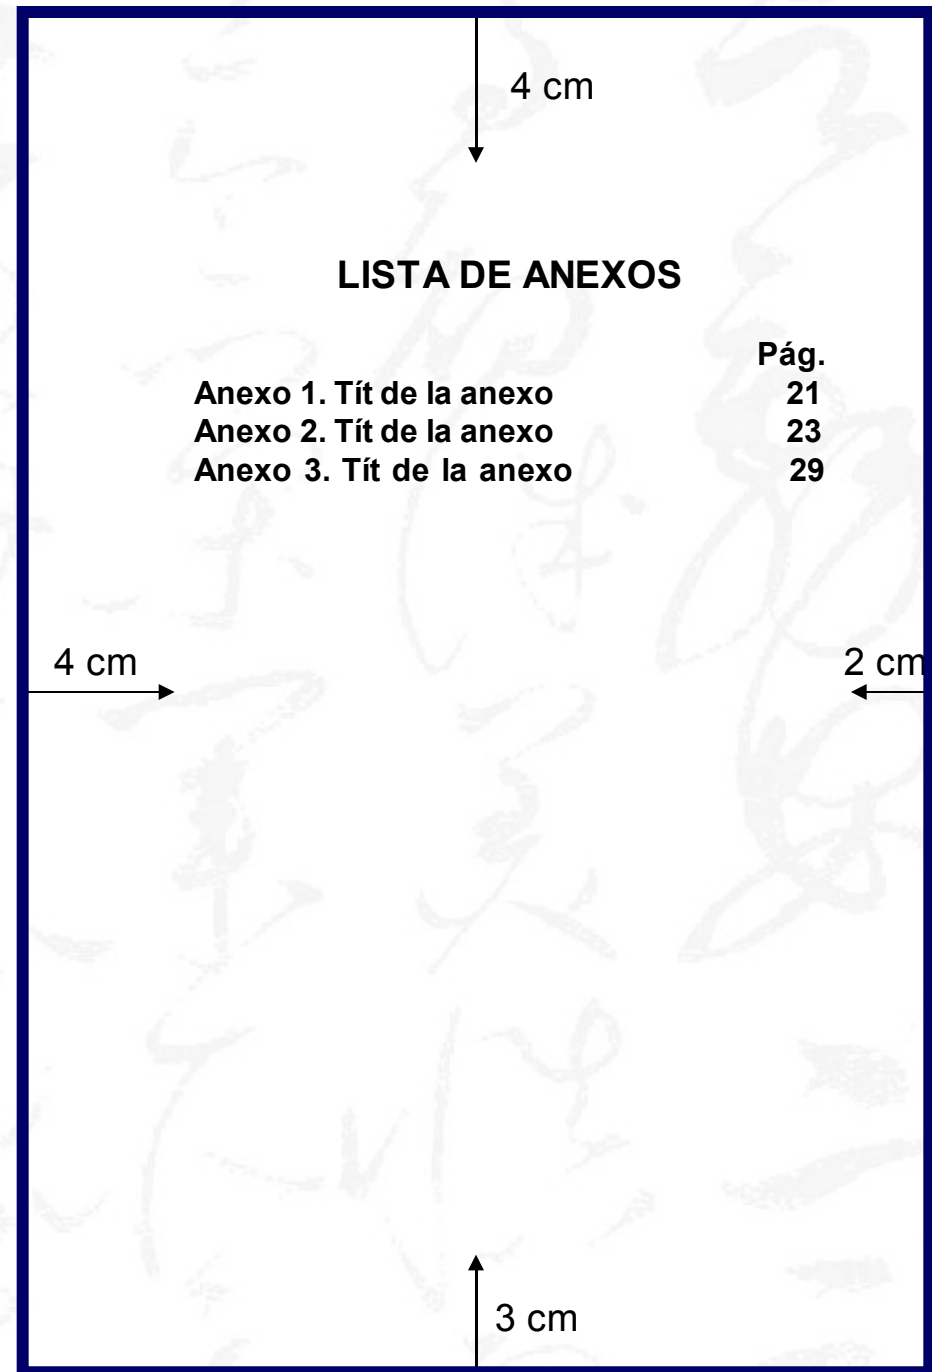 4 cm
LISTA DE ANEXOS
Pág.
Anexo 1. Tít de la anexo 21
Anexo 2. Tít de la anexo 23
Anexo 3. Tít de la anexo 29
4 cm 2 cm
3 cm